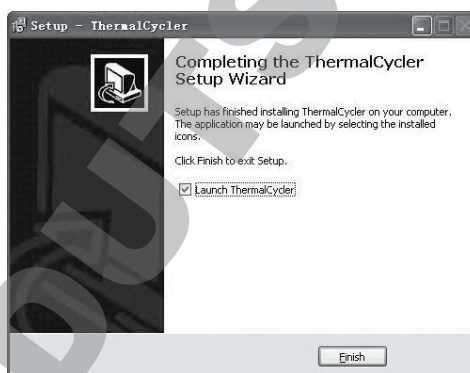 Setup - ThermalCycler
Completing the ThermalCycler
Setup Wizard
Setup has finished installing ThermalCycler on your computer.
The application may be launched by selecting the installed
icons.
Click Finish to exit Setup.
Launch ThermalCycler
Finish